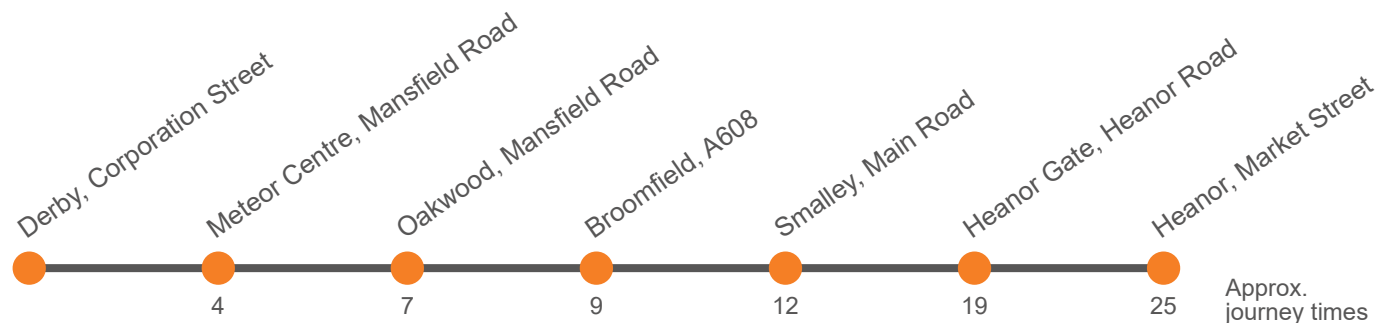 Derby, Corporation Street
Meteor Centre, Mansfield Road
Oakwood, Mansfield Road
Broomfield, A608
Smalley, Main Road
Heanor Gate, Heanor Road
Heanor, Market Street
4
7
9
12
19
25
Approx.
journey times